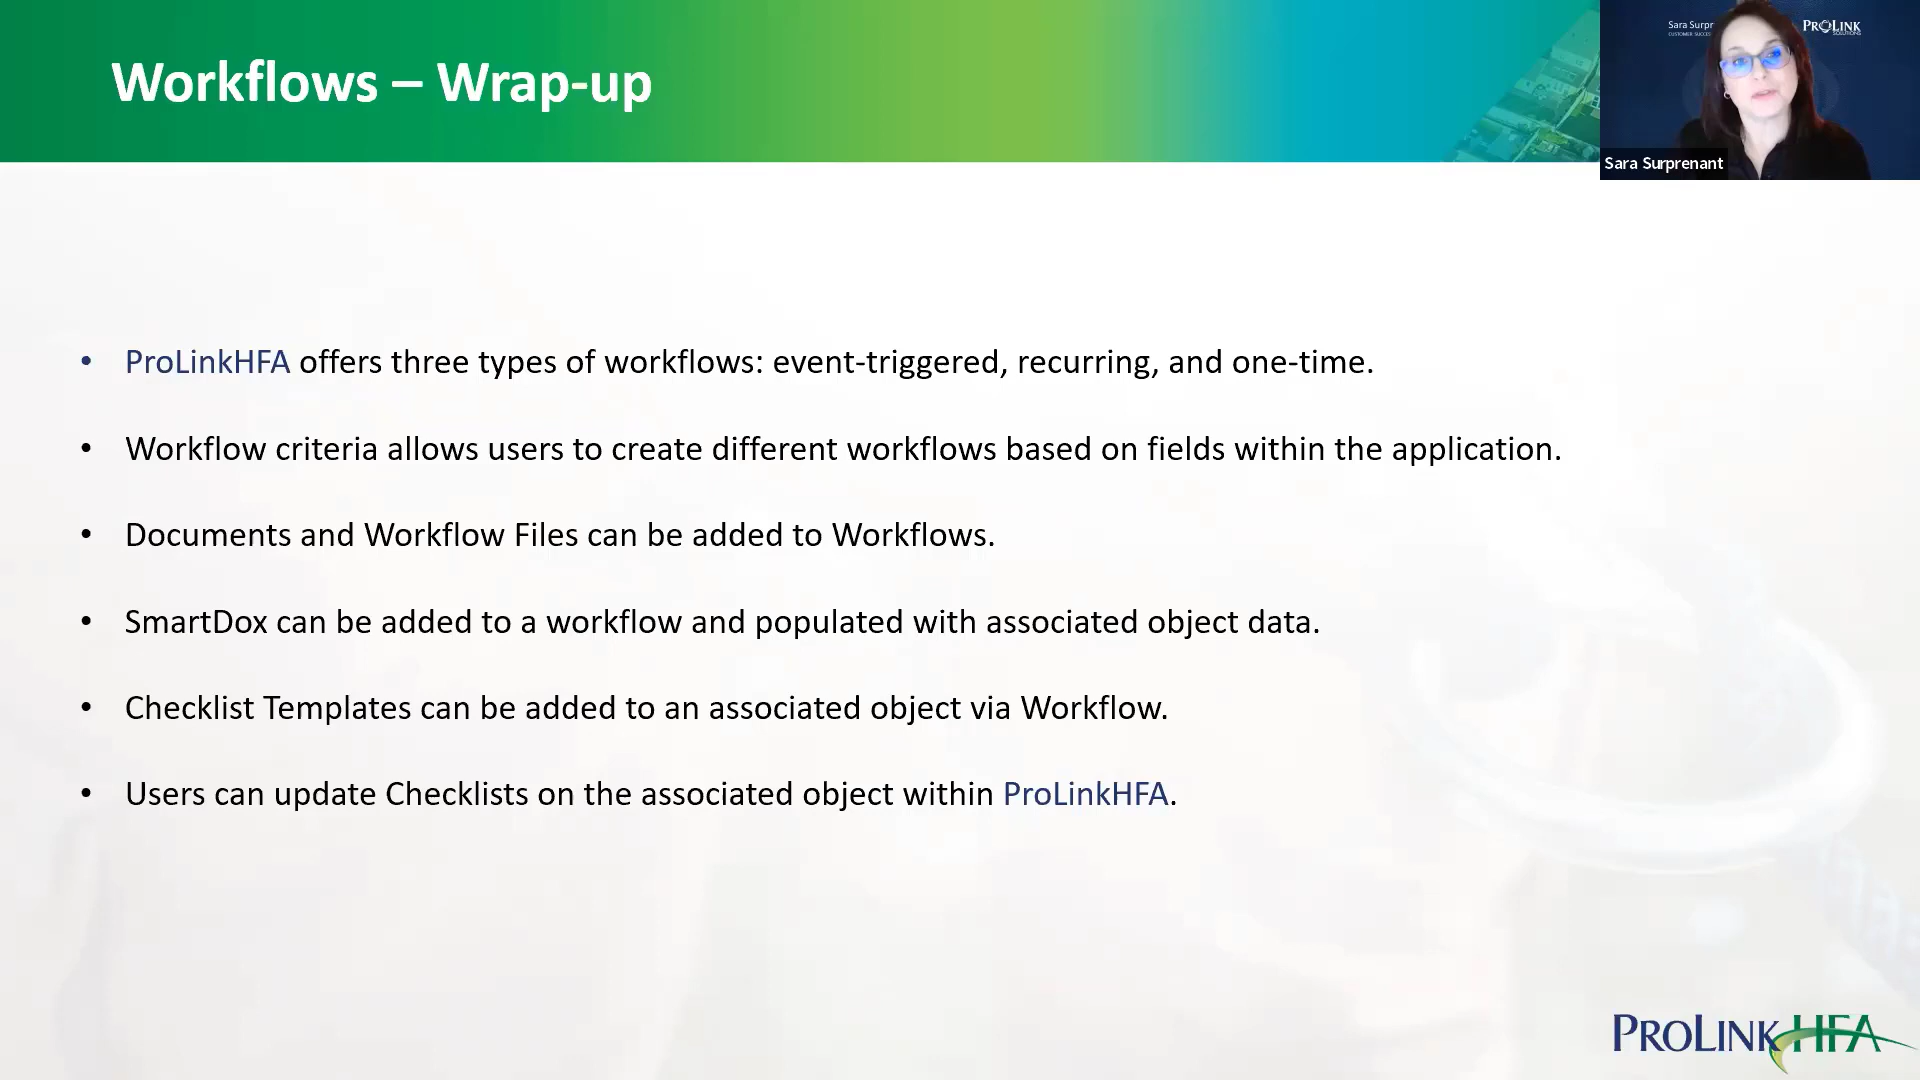 Workflows – Wrap-up
Sara Surpr
PROLINK
SOLUTIONS
Sara Surprenant
• ProLinkHFA offers three types of workflows: event-triggered, recurring, and one-time.
• Workflow criteria allows users to create different workflows based on fields within the application.
• Documents and Workflow Files can be added to Workflows.
• SmartDox can be added to a workflow and populated with associated object data.
• Checklist Templates can be added to an associated object via Workflow.
• Users can update Checklists on the associated object within ProLinkHFA.
PROLINK HFA